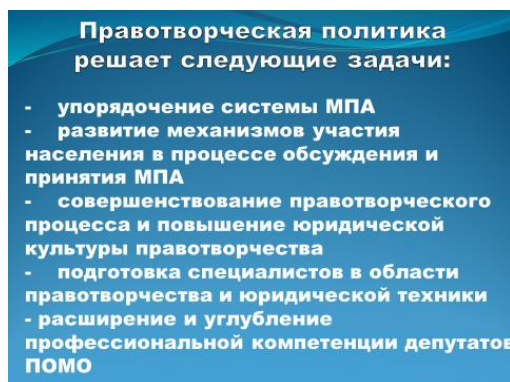 Правотворческая политика
решает следующие задачи:
- упорядочение системы МПА
- развитие механизмов участия
населения в процессе обсуждения и
принятия МПА
- совершенствование правотворческого
процесса и повышение юридической
культуры правотворчества
- подготовка специалистов в области
правотворчества и юридической техники
- расширение и углубление
профессиональной компетенции депутатов
ПОМО